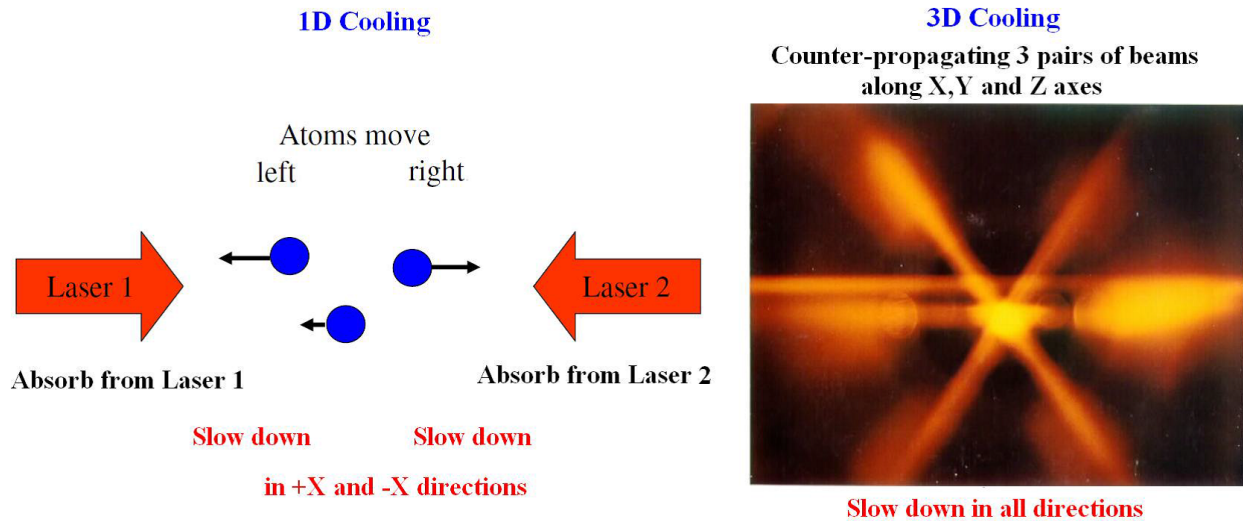 1D Cooling
Atoms move
left
right
Laser 1
Laser 2
Absorb from Laser 1
Absorb from Laser 2
Slow down
Slow down
in +X and -X directions
3D Cooling
Counter-propagating 3 pairs of beams
along X,Y and Z axes
Slow down in all directions